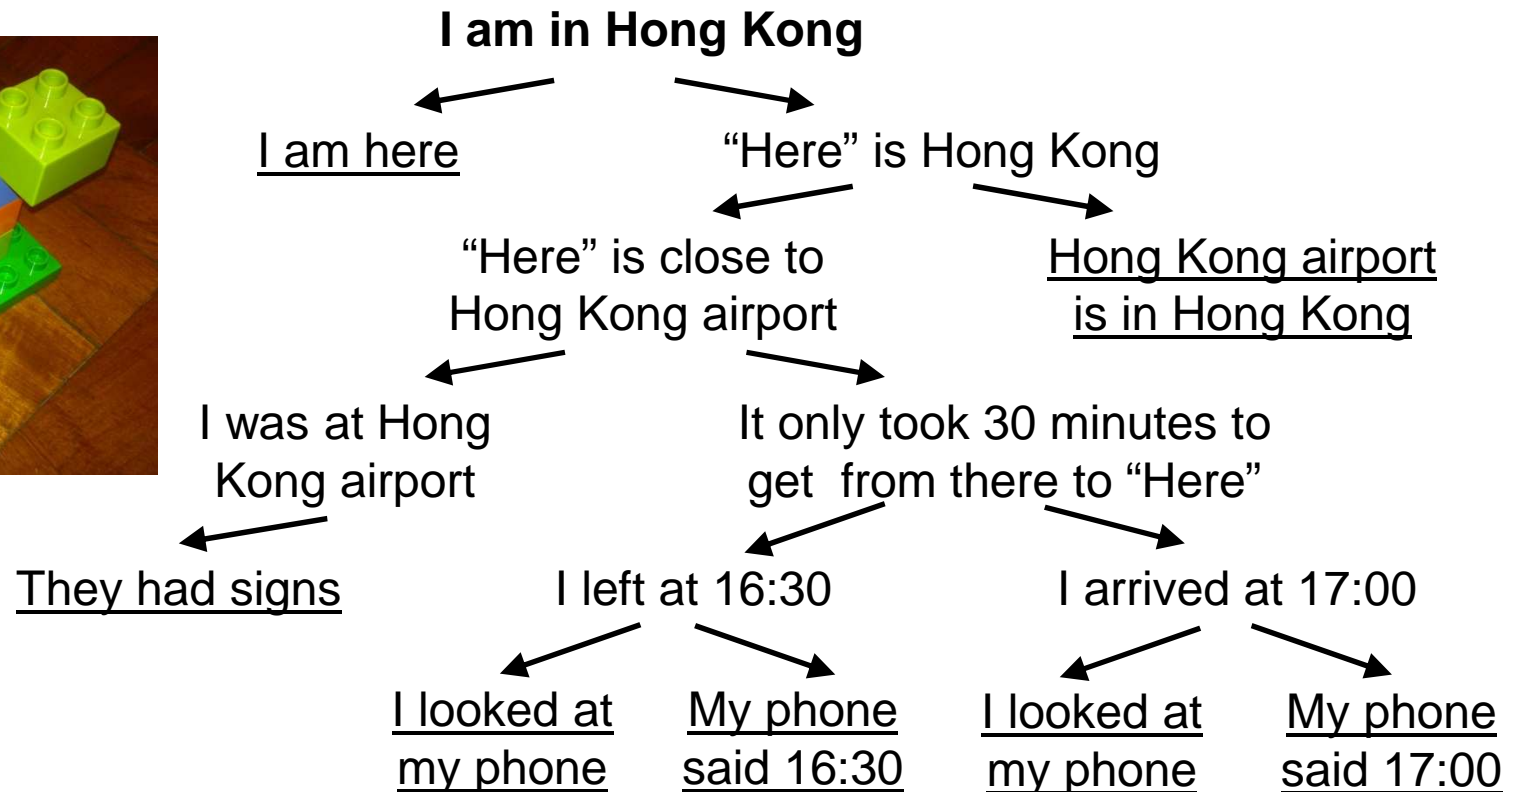 I am in Hong Kong
I am here
“Here” is Hong Kong
“Here” is close to
Hong Kong airport
Hong Kong airport
is in Hong Kong
I was at Hong
Kong airport
It only took 30 minutes to
get  from there to “Here”
They had signs
I left at 16:30
I arrived at 17:00
I looked at
my phone
My phone
said 16:30
I looked at
my phone
My phone
said 17:00